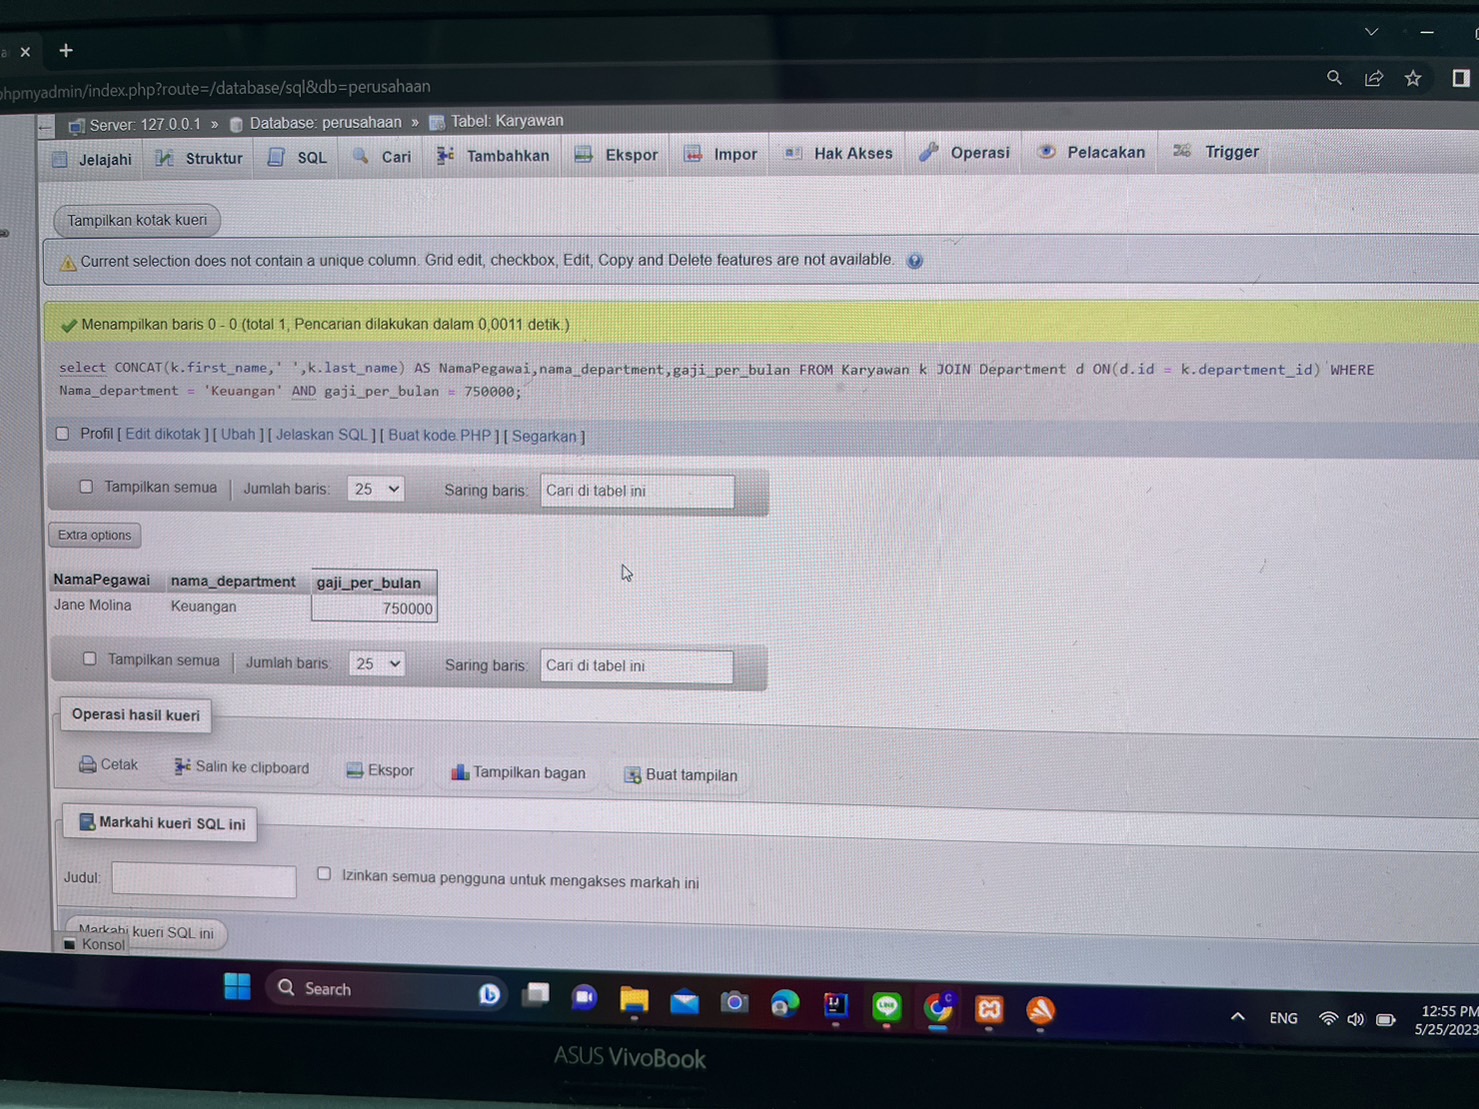 +
phpmyadmin/index.php?route=/database/sql&db=perusahaan
Server: 127.0.0.1 » Database: perusahaan » Tabel: Karyawan
Jelajahi Struktur SQL Cari Tambahkan Ekspor Impor Hak Akses Operasi Pelacakan Trigger
Tampilkan kotak kueri
Current selection does not contain a unique column. Grid edit, checkbox, Edit, Copy and Delete features are not available.
Menampilkan baris 0 - 0 (total 1, Pencarian dilakukan dalam 0,0011 detik.)
select CONCAT(k.first_name,' ',k.last_name) AS NamaPegawai,nama_department,gaji_per_bulan FROM Karyawan k JOIN Department d ON(d.id = k.department_id) WHERE
Nama_department = 'Keuangan' AND gaji_per_bulan = 750000;
Profil [ Edit dikotak ] [ Ubah ] [ Jelaskan SQL ] [ Buat kode PHP ] [ Segarkan ]
Tampilkan semua | Jumlah baris: 25 Saring baris: Cari di tabel ini
Extra options
NamaPegawai nama_department gaji_per_bulan
Jane Molina Keuangan 750000
Tampilkan semua | Jumlah baris: 25 Saring baris: Cari di tabel ini
Operasi hasil kueri
Cetak Salin ke clipboard Ekspor Tampilkan bagan Buat tampilan
Markahi kueri SQL ini
Judul: Izinkan semua pengguna untuk mengakses markah ini
Markahi kueri SQL ini
Konsol
Search ENG 12:55 PM
5/25/2023
ASUS VivoBook